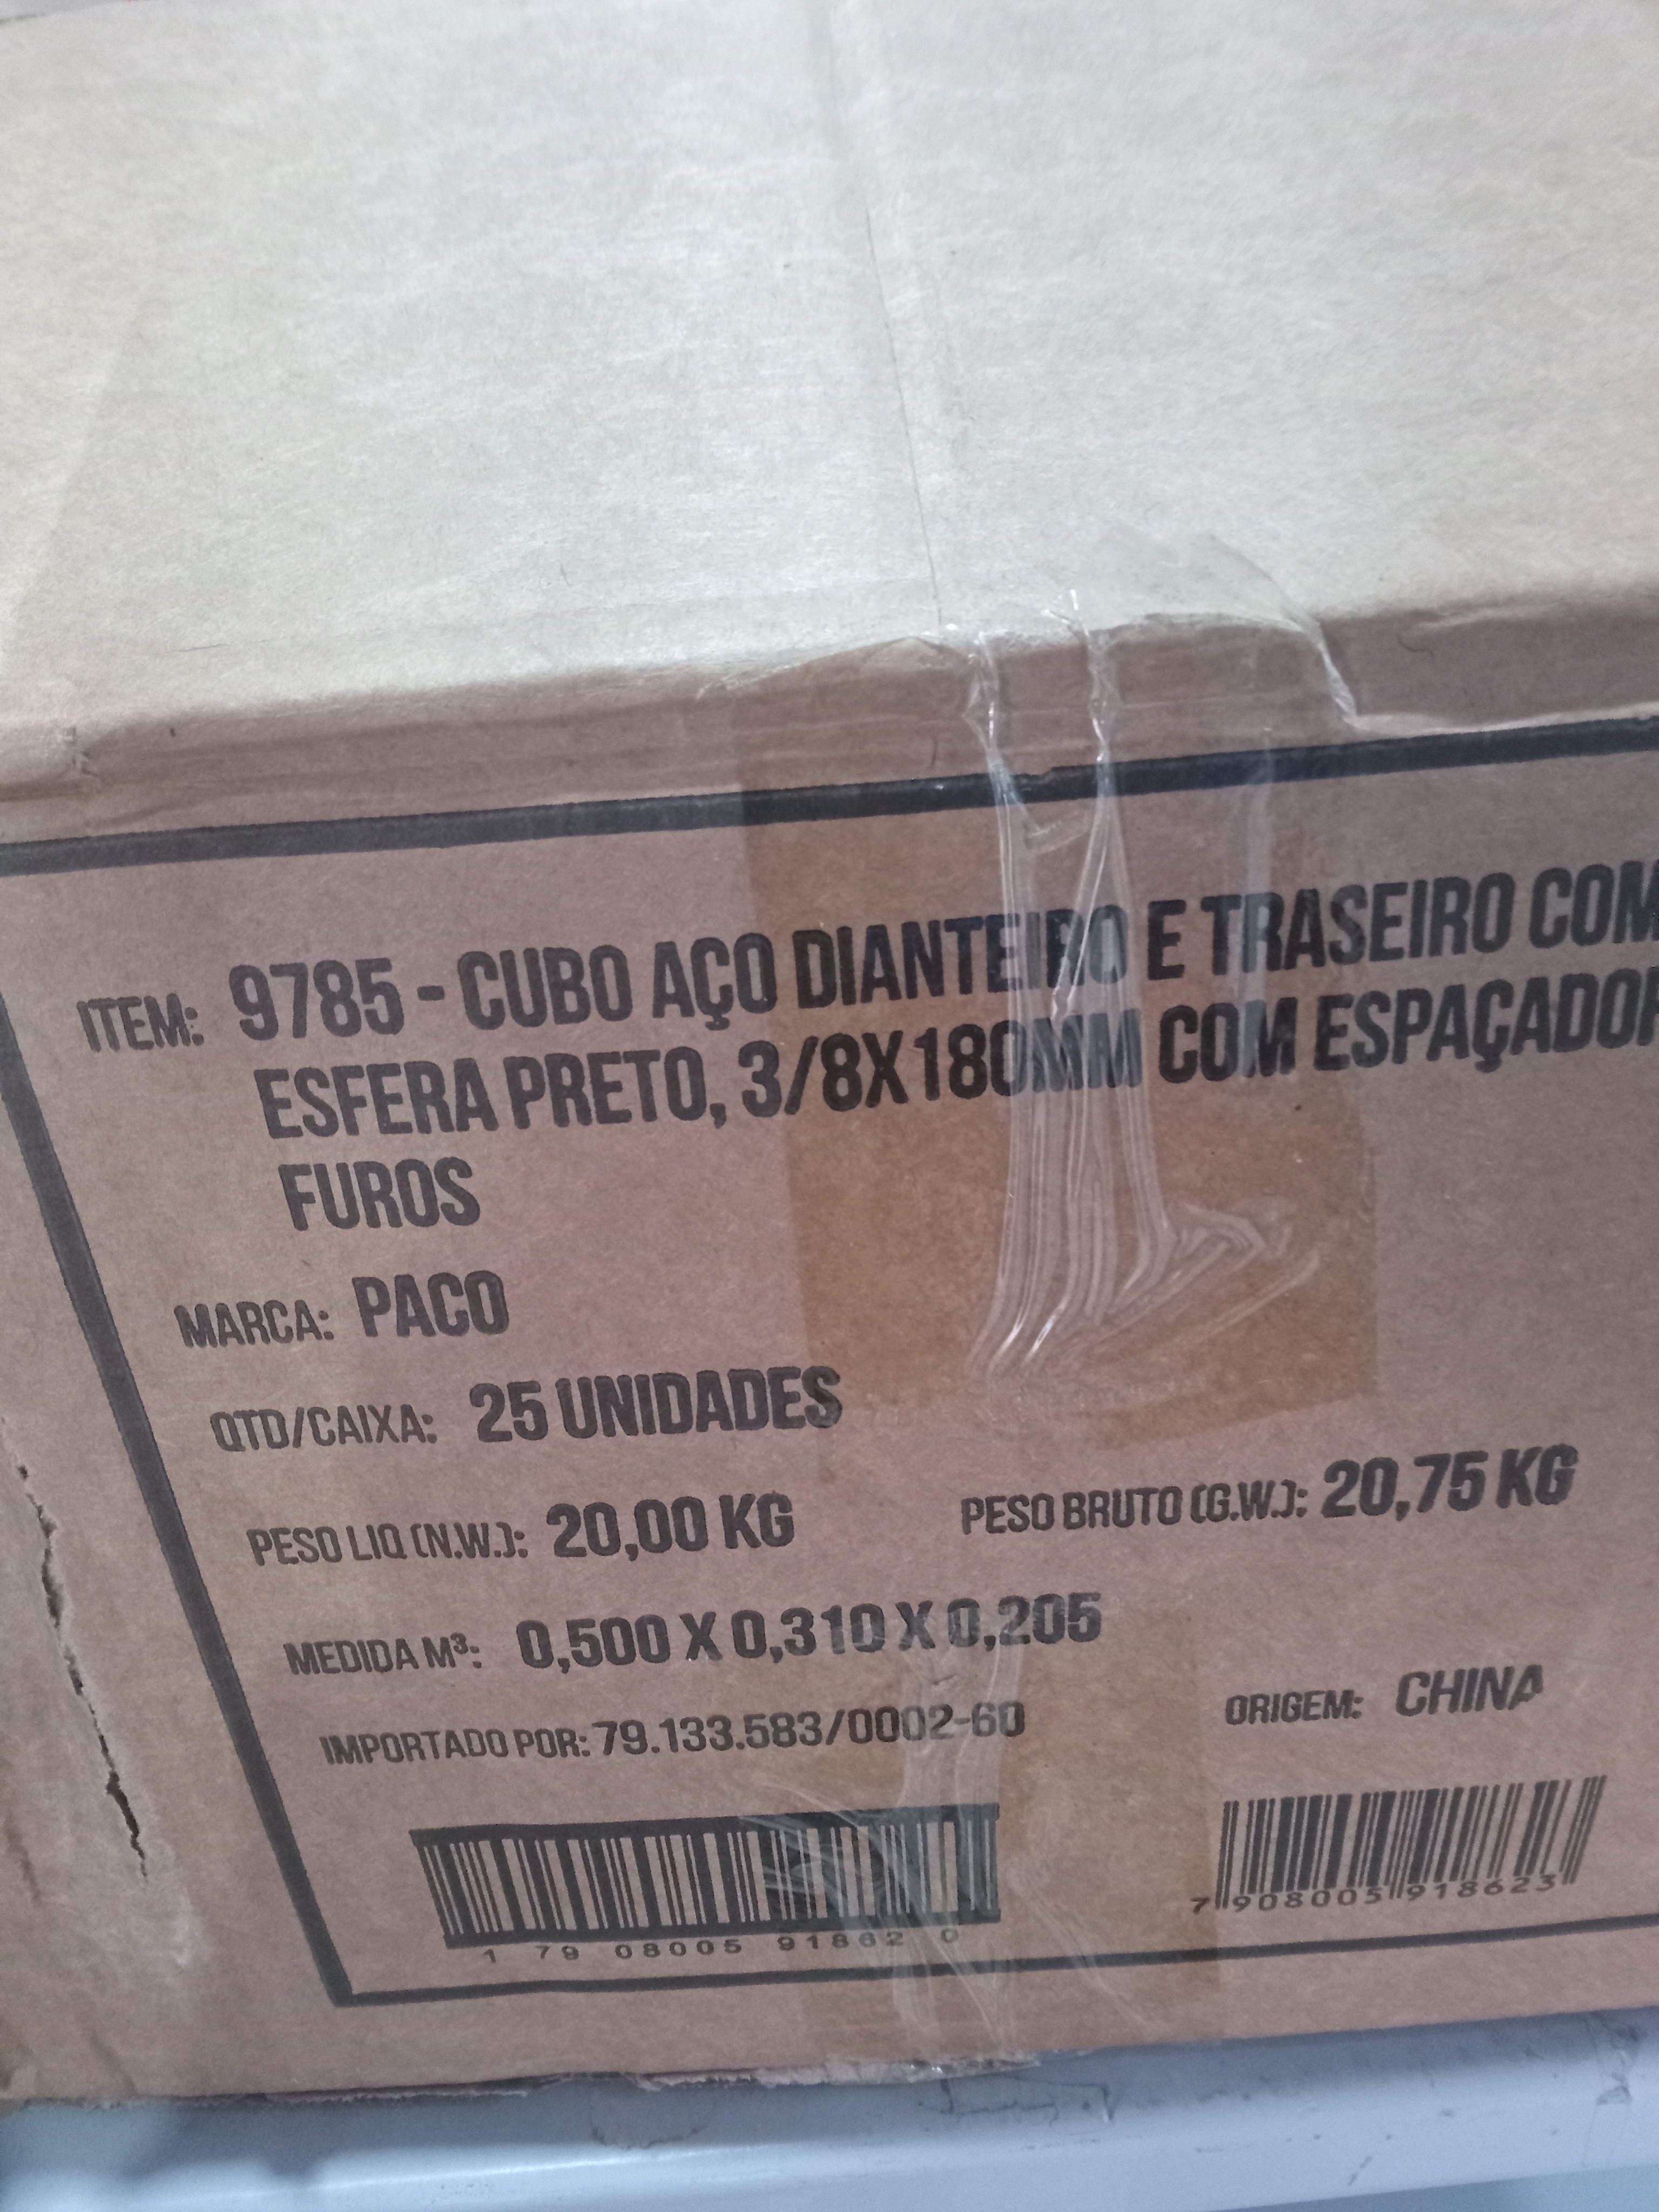 ITEM: 9785 - CUBO AÇO DIANTEIRO E TRASEIRO COM
ESFERA PRETO, 3/8X180MM COM ESPAÇADOR
FUROS
MARCA: PACO
QTD/CAIXA: 25 UNIDADES
PESO LIQ (N.W.): 20,00 KG PESO BRUTO (G.W.): 20,75 KG
MEDIDA M³: 0,500 X 0,310 X 0,205
IMPORTADO POR: 79.133.583/0002-60 ORIGEM: CHINA
1 79 08005 91862 0 7 908005 918623